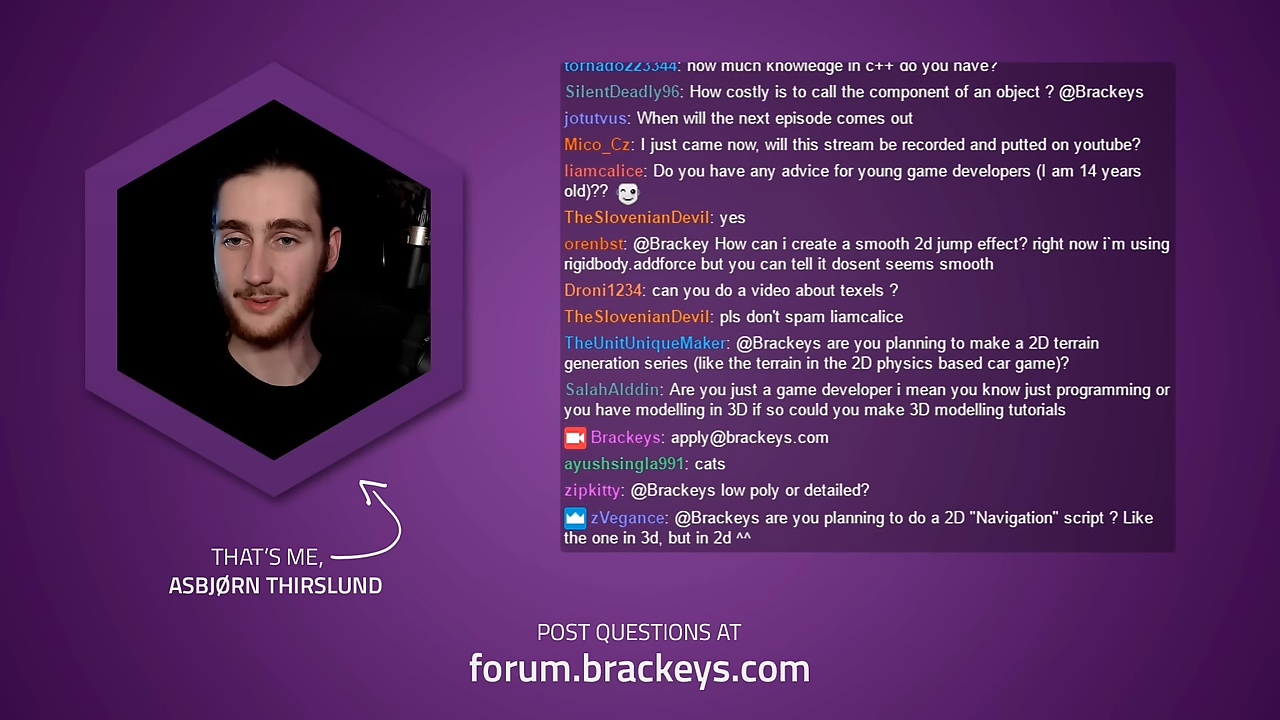 tornado223344: how much knowledge in c++ do you have?
SilentDeadly96: How costly is to call the component of an object ? @Brackeys
jotutvus: When will the next episode comes out
Mico_Cz: I just came now, will this stream be recorded and putted on youtube?
liamcalice: Do you have any advice for young game developers (I am 14 years
old)??
TheSlovenianDevil: yes
orenbst: @Brackey How can i create a smooth 2d jump effect? right now i`m using
rigidbody.addforce but you can tell it dosent seems smooth
Droni1234: can you do a video about texels ?
TheSlovenianDevil: pls don't spam liamcalice
TheUnitUniqueMaker: @Brackeys are you planning to make a 2D terrain
generation series (like the terrain in the 2D physics based car game)?
SalahAlddin: Are you just a game developer i mean you know just programming or
you have modelling in 3D if so could you make 3D modelling tutorials
Brackeys: apply@brackeys.com
ayushsingla991: cats
zipkitty: @Brackeys low poly or detailed?
zVegance: @Brackeys are you planning to do a 2D "Navigation" script ? Like
the one in 3d, but in 2d ^^
THAT'S ME,
ASBJØRN THIRSLUND
POST QUESTIONS AT
forum.brackeys.com